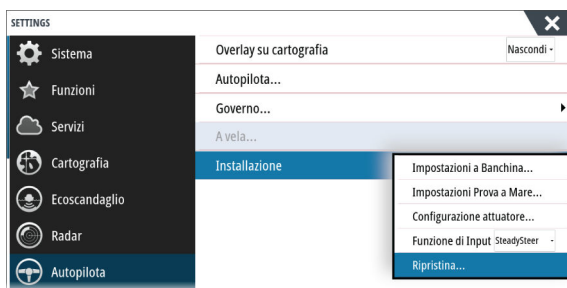 SETTINGS
Sistema
Funzioni
Servizi
Cartografia
Ecoscandaglio
Radar
Autopilota
Overlay su cartografia Nascondi
Autopilota...
Governo...
A vela...
Installazione
Impostazioni a Banchina...
Impostazioni Prova a Mare...
Configurazione attuatore...
Funzione di Input SteadySteer
Ripristina...